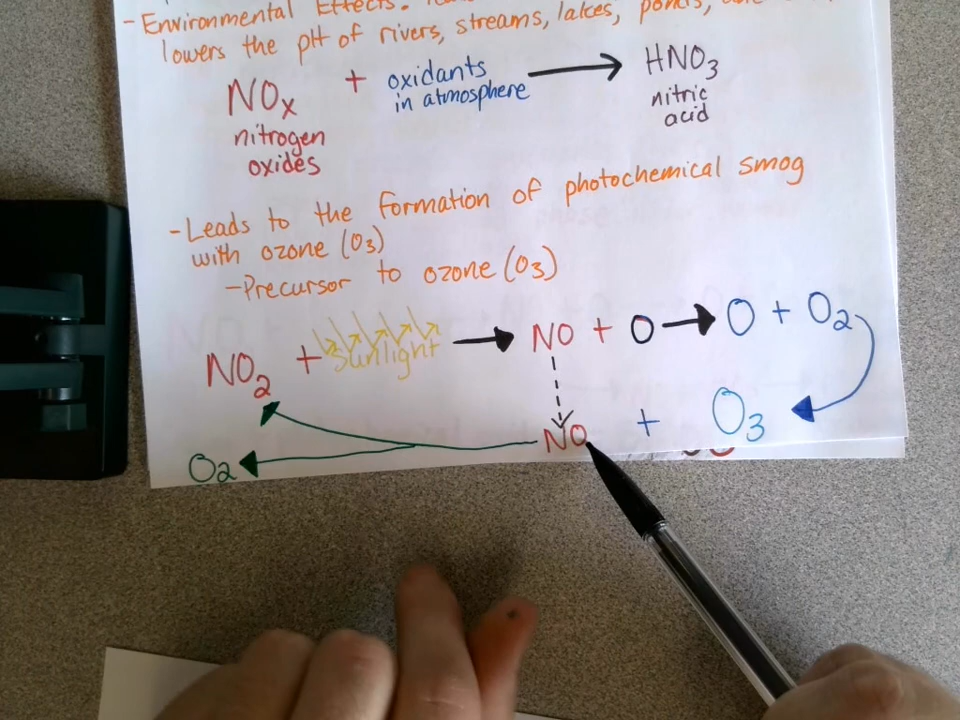 - Environmental Effects:
lowers the pH of rivers, streams, lakes, ponds,
NOx + oxidants in atmosphere → HNO3
nitrogen oxides
nitric acid
-Leads to the formation of photochemical smog
with ozone (O3)
-Precursor to ozone (O3)
NO2 + sunlight → NO + O → O + O2
NO + O3
O2